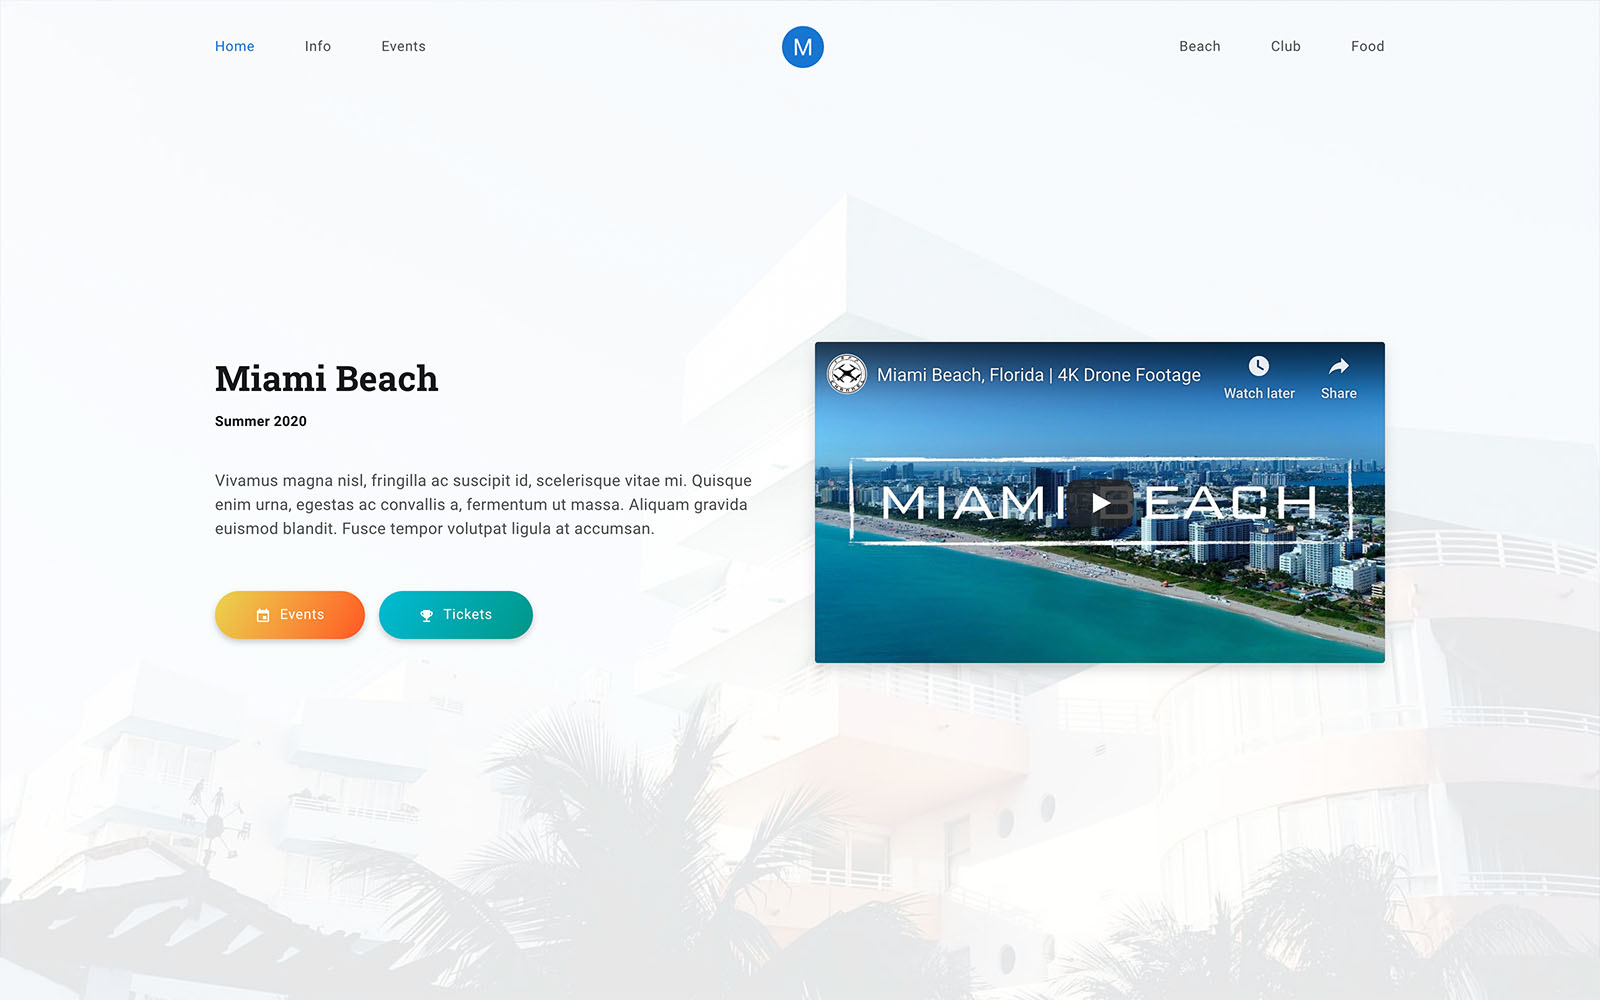 Home
Info
Events
M
Beach
Club
Food
Miami Beach
Summer 2020
Vivamus magna nisl, fringilla ac suscipit id, scelerisque vitae mi. Quisque
enim urna, egestas ac convallis a, fermentum ut massa. Aliquam gravida
euismod blandit. Fusce tempor volutpat ligula at accumsan.
Events
Tickets
Miami Beach, Florida | 4K Drone Footage
Watch later
Share
MIAMI BEACH